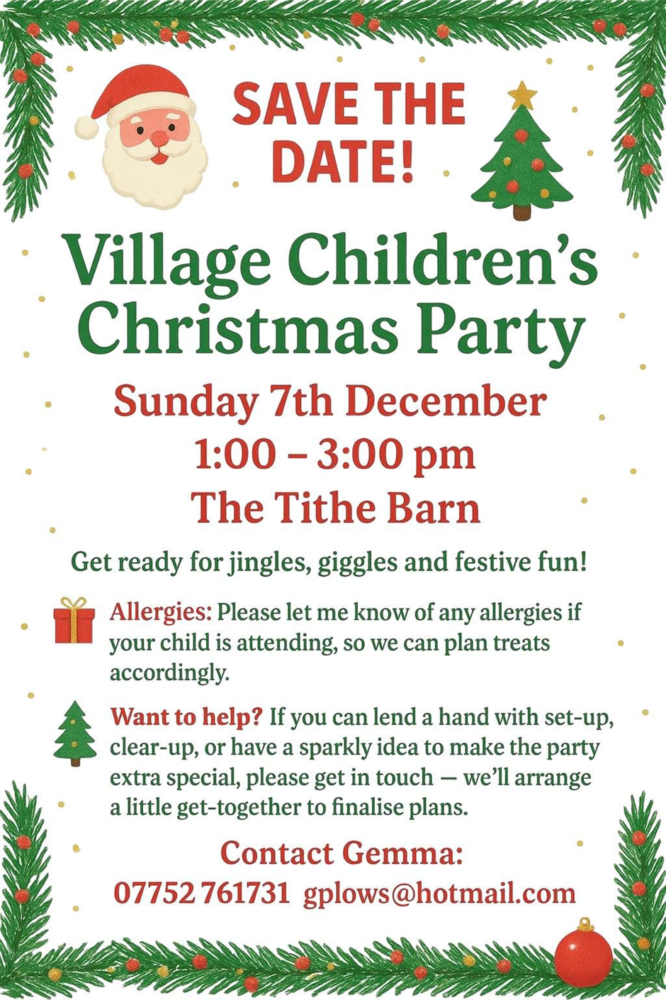 SAVE THE
DATE!
Village Children’s
Christmas Party
Sunday 7th December
1:00 – 3:00 pm
The Tithe Barn
Get ready for jingles, giggles and festive fun!
Allergies: Please let me know of any allergies if
your child is attending, so we can plan treats
accordingly.
Want to help? If you can lend a hand with set-up,
clear-up, or have a sparkly idea to make the party
extra special, please get in touch — we’ll arrange
a little get-together to finalise plans.
Contact Gemma:
07752 761731 gplows@hotmail.com